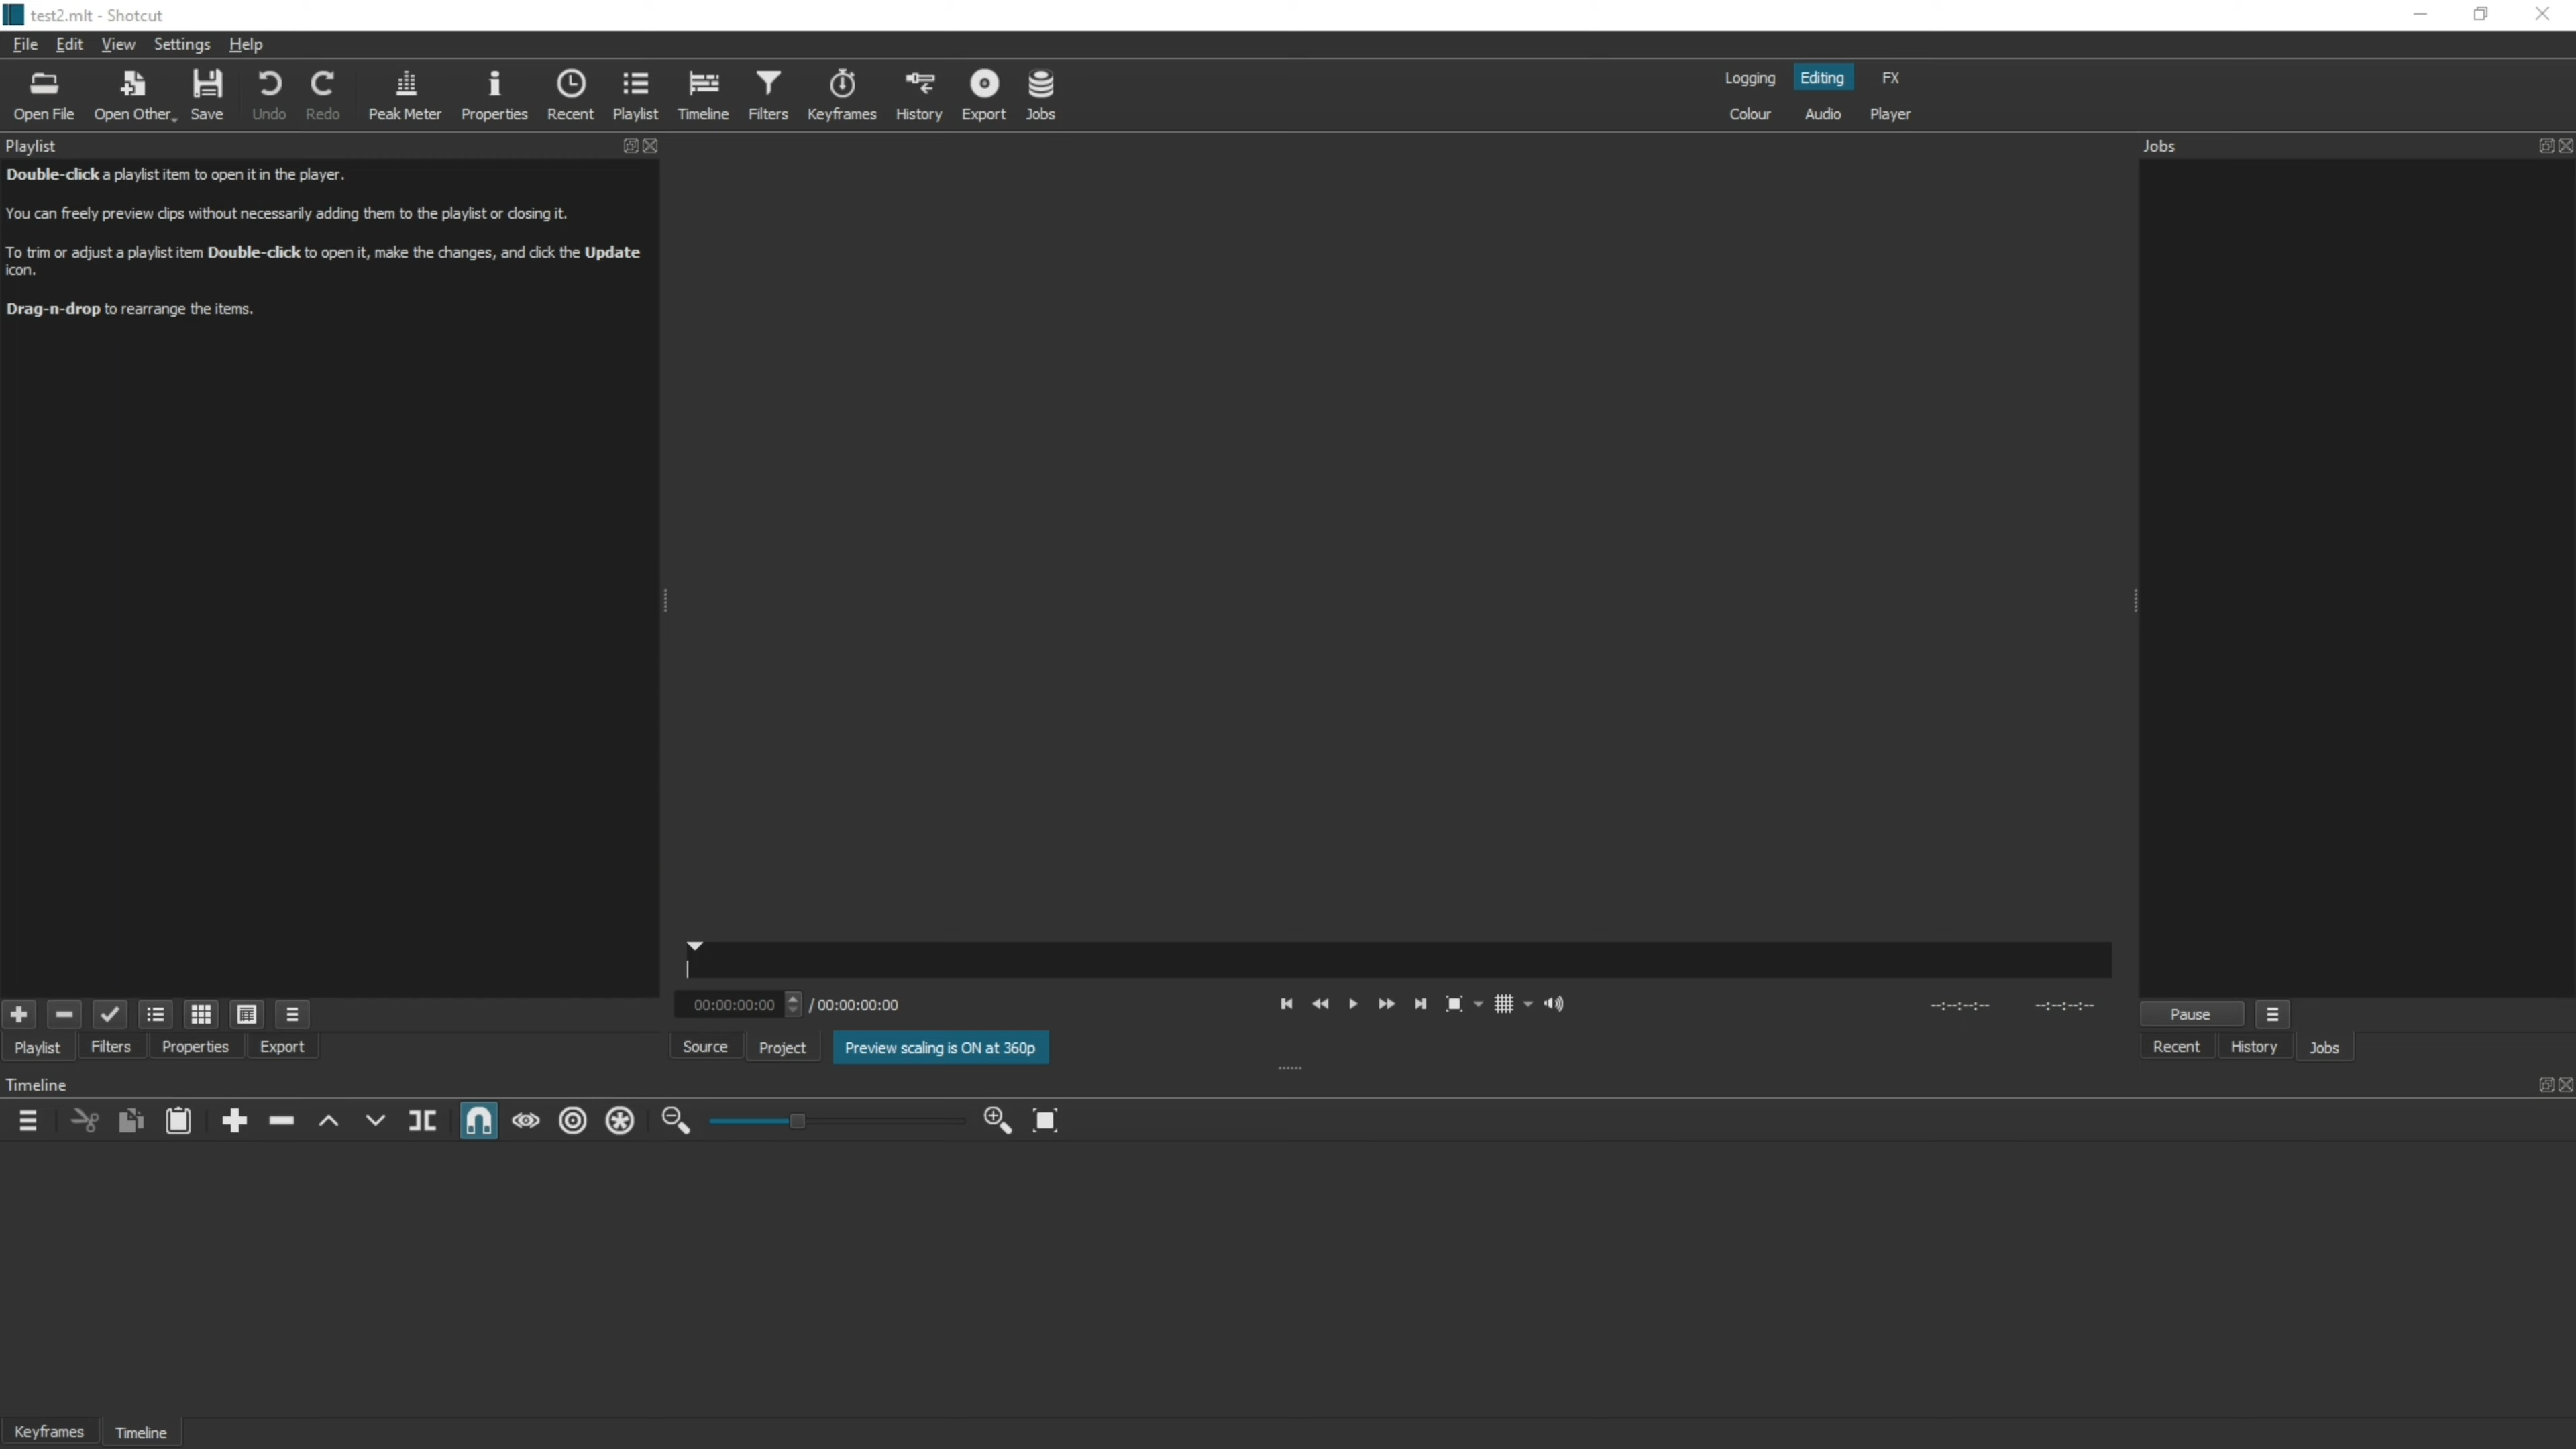 test2.mlt - Shotcut
File Edit View Settings Help
Open File Open Other Save Undo Redo Peak Meter Properties Recent Playlist Timeline Filters Keyframes History Export Jobs
Logging Editing FX
Colour Audio Player
Playlist
Double-click a playlist item to open it in the player.
You can freely preview clips without necessarily adding them to the playlist or closing it.
To trim or adjust a playlist item Double-click to open it, make the changes, and click the Update
icon.
Drag-n-drop to rearrange the items.
Jobs
00:00:00:00 / 00:00:00:00
--:--:--:-- --:--:--:--
Pause
Playlist Filters Properties Export
Source Project Preview scaling is ON at 360p
Recent History Jobs
Timeline
Keyframes Timeline